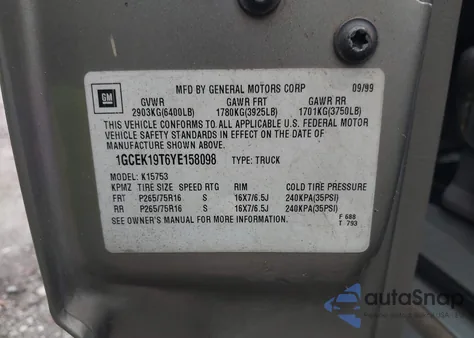 GM
MFD BY GENERAL MOTORS CORP 09/99
GVWR GAWR FRT GAWR RR
2903KG(6400LB) 1780KG(3925LB) 1701KG(3750LB)
THIS VEHICLE CONFORMS TO ALL APPLICABLE U.S. FEDERAL MOTOR
VEHICLE SAFETY STANDARDS IN EFFECT ON THE DATE OF
MANUFACTURE SHOWN ABOVE.
1GCEK19T6YE158098 TYPE: TRUCK
MODEL: K15753
KPMZ TIRE SIZE SPEED RTG RIM COLD TIRE PRESSURE
FRT P265/75R16 S 16X7/6.5J 240KPA(35PSI)
RR P265/75R16 S 16X7/6.5J 240KPA(35PSI)
SEE OWNER'S MANUAL FOR MORE INFORMATION.
F 688
T 793
autoSnap